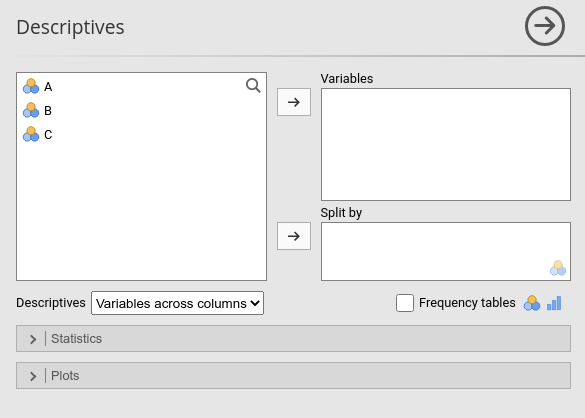 Descriptives
A
B
C
Variables
Split by
Descriptives Variables across columns Frequency tables
Statistics
Plots